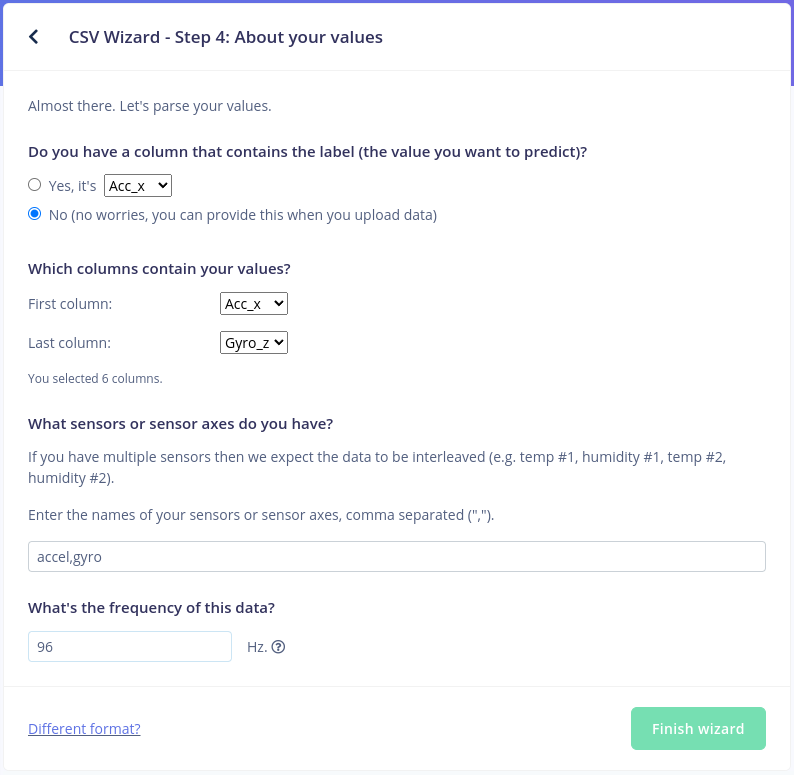 CSV Wizard - Step 4: About your values
Almost there. Let's parse your values.
Do you have a column that contains the label (the value you want to predict)?
Yes, it's Acc_x
No (no worries, you can provide this when you upload data)
Which columns contain your values?
First column: Acc_x
Last column: Gyro_z
You selected 6 columns.
What sensors or sensor axes do you have?
If you have multiple sensors then we expect the data to be interleaved (e.g. temp #1, humidity #1, temp #2,
humidity #2).
Enter the names of your sensors or sensor axes, comma separated (",").
accel,gyro
What's the frequency of this data?
96 Hz. ?
Different format? Finish wizard